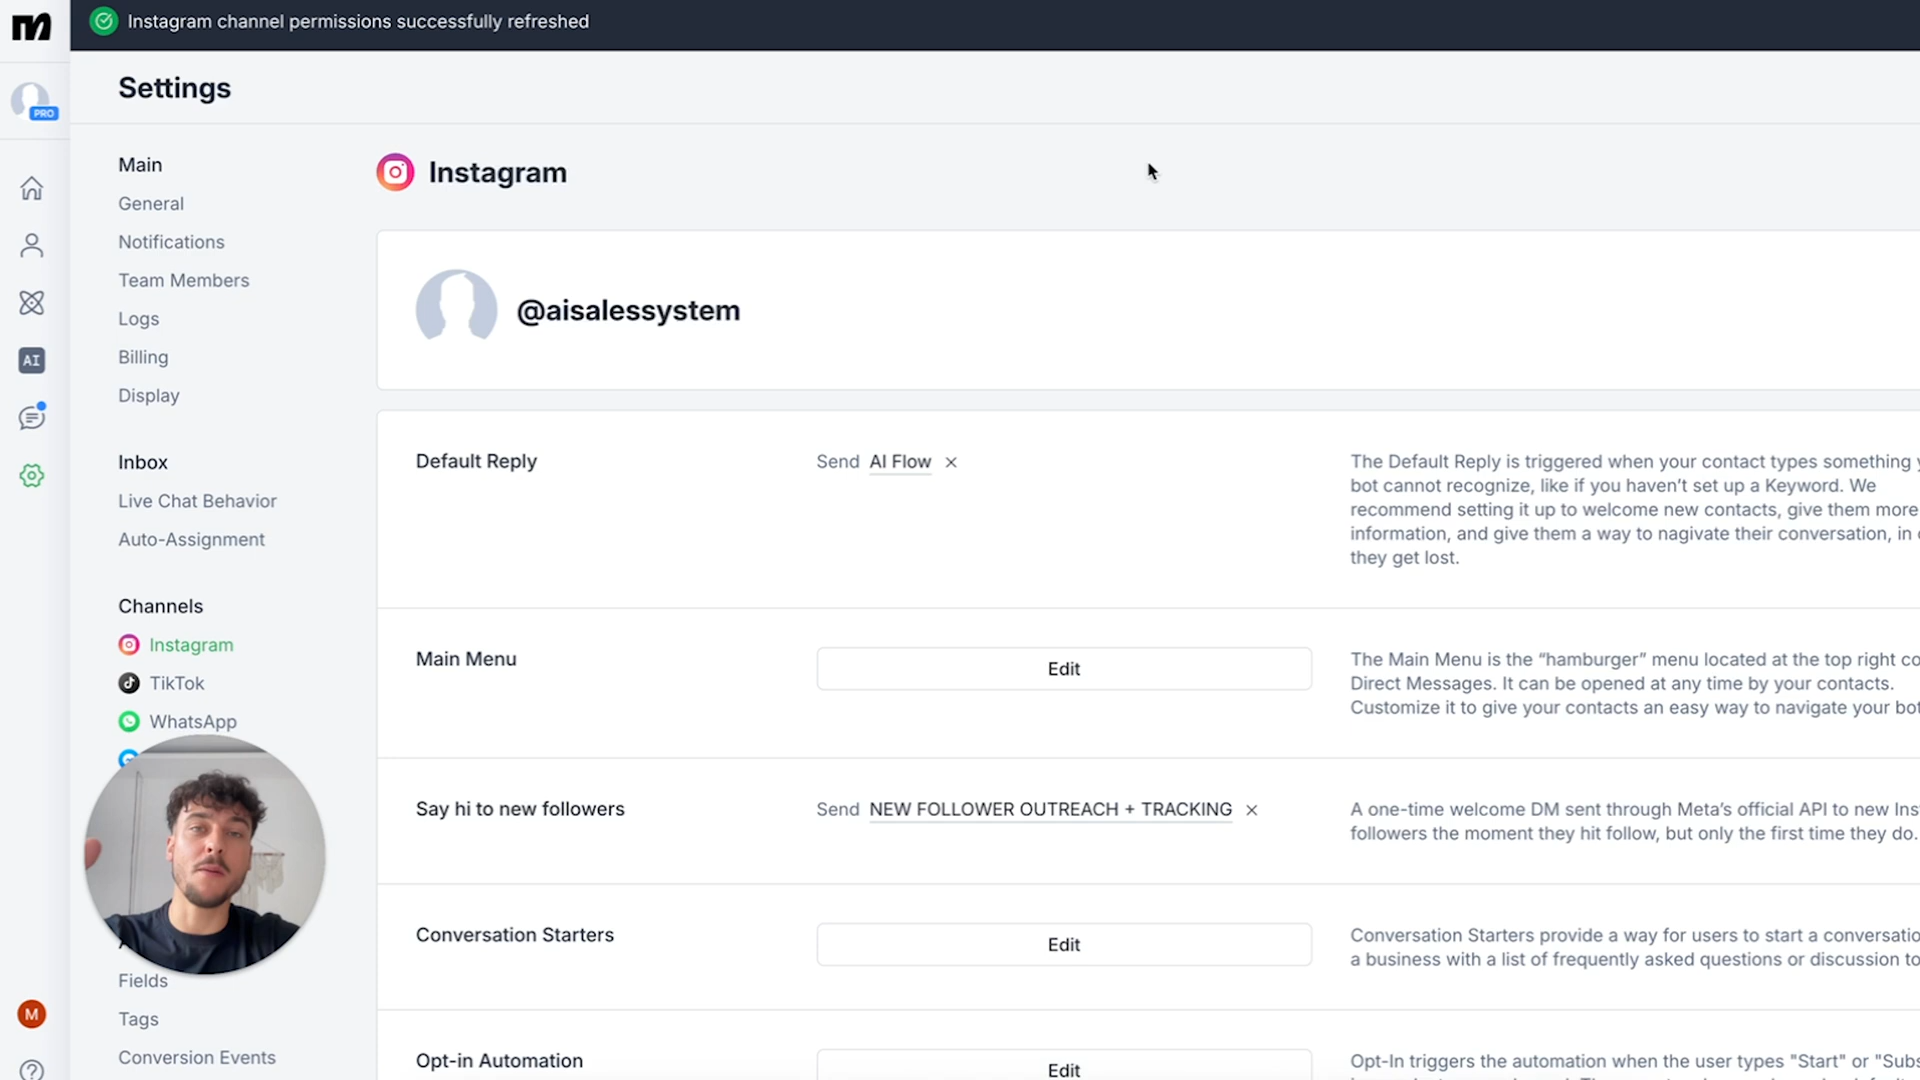 Instagram channel permissions successfully refreshed
Settings
PRO
Main
General
Notifications
Team Members
Logs
Billing
Display
Inbox
Live Chat Behavior
Auto-Assignment
Channels
Instagram
TikTok
WhatsApp
Fields
Tags
Conversion Events
AI
M
Instagram
@aisalessystem
Default Reply
Send AI Flow
The Default Reply is triggered when your contact types something
bot cannot recognize, like if you haven’t set up a Keyword. We
recommend setting it up to welcome new contacts, give them more
information, and give them a way to nagivate their conversation, in
they get lost.
Main Menu
Edit
The Main Menu is the “hamburger” menu located at the top right
Direct Messages. It can be opened at any time by your contacts.
Customize it to give your contacts an easy way to navigate your
Say hi to new followers
Send NEW FOLLOWER OUTREACH + TRACKING
A one-time welcome DM sent through Meta’s official API to new
followers the moment they hit follow, but only the first time they do.
Conversation Starters
Edit
Conversation Starters provide a way for users to start a
a business with a list of frequently asked questions or discussion
Opt-in Automation
Edit
Opt-In triggers the automation when the user types "Start" or